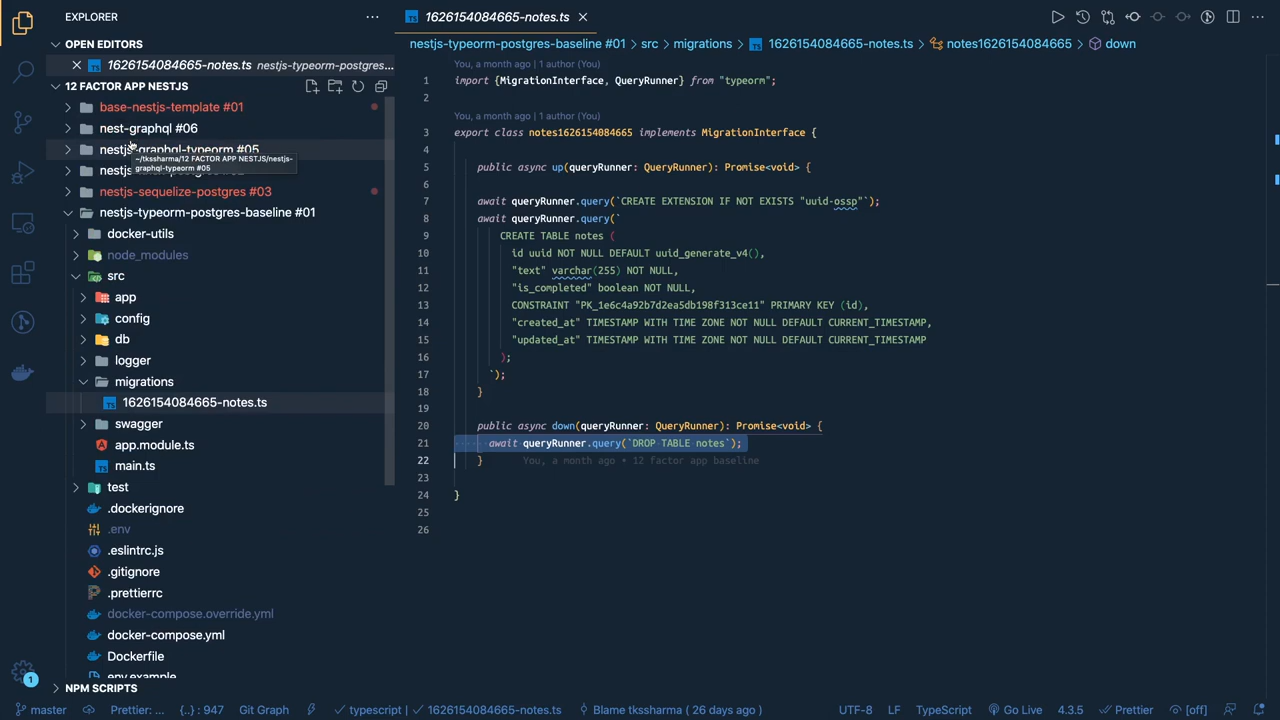 EXPLORER
OPEN EDITORS
1626154084665-notes.ts nestjs-typeorm-postgres...
12 FACTOR APP NESTJS
base-nestjs-template #01
nest-graphql #06
nestjs-graphql-typeorm #05
~/tkssharma/12 FACTOR APP NESTJS/nestjs-
graphql-typeorm #05
nestjs-sequelize-postgres #03
nestjs-typeorm-postgres-baseline #01
docker-utils
node_modules
src
app
config
db
logger
migrations
1626154084665-notes.ts
swagger
app.module.ts
main.ts
test
.dockerignore
.env
.eslintrc.js
.gitignore
.prettierrc
docker-compose.override.yml
docker-compose.yml
Dockerfile
env.example
NPM SCRIPTS
1626154084665-notes.ts
nestjs-typeorm-postgres-baseline #01 > src > migrations > 1626154084665-notes.ts > notes1626154084665 > down
You, a month ago | 1 author (You)
1 import {MigrationInterface, QueryRunner} from "typeorm";
2
You, a month ago | 1 author (You)
3 export class notes1626154084665 implements MigrationInterface {
4
5 public async up(queryRunner: QueryRunner): Promise<void> {
6
7 await queryRunner.query(`CREATE EXTENSION IF NOT EXISTS "uuid-ossp"`);
8 await queryRunner.query(`
9 CREATE TABLE notes (
10 id uuid NOT NULL DEFAULT uuid_generate_v4(),
11 "text" varchar(255) NOT NULL,
12 "is_completed" boolean NOT NULL,
13 CONSTRAINT "PK_1e6c4a92b7d2ea5db198f313ce11" PRIMARY KEY (id),
14 "created_at" TIMESTAMP WITH TIME ZONE NOT NULL DEFAULT CURRENT_TIMESTAMP,
15 "updated_at" TIMESTAMP WITH TIME ZONE NOT NULL DEFAULT CURRENT_TIMESTAMP
16 );
17 `);
18 }
19
20 public async down(queryRunner: QueryRunner): Promise<void> {
21 await queryRunner.query(`DROP TABLE notes`);
22 } You, a month ago • 12 factor app baseline
23
24 }
25
26
1
master Prettier: ... {..} : 947 Git Graph typescript | 1626154084665-notes.ts Blame tkssharma ( 26 days ago ) UTF-8 LF TypeScript Go Live 4.3.5 Prettier [off]